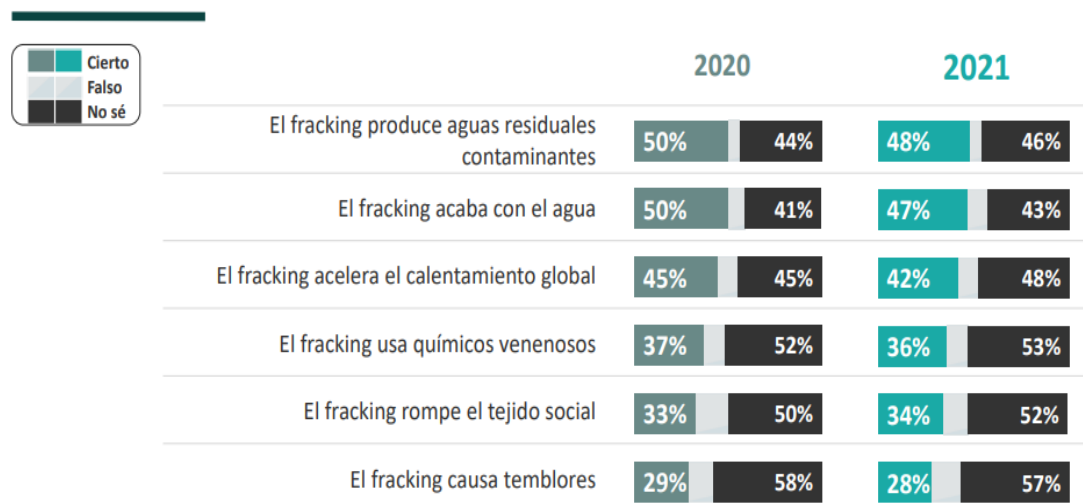 Cierto
Falso
No sé
2020 2021
El fracking produce aguas residuales
contaminantes
50% 44% 48% 46%
El fracking acaba con el agua 50% 41% 47% 43%
El fracking acelera el calentamiento global 45% 45% 42% 48%
El fracking usa químicos venenosos 37% 52% 36% 53%
El fracking rompe el tejido social 33% 50% 34% 52%
El fracking causa temblores 29% 58% 28% 57%